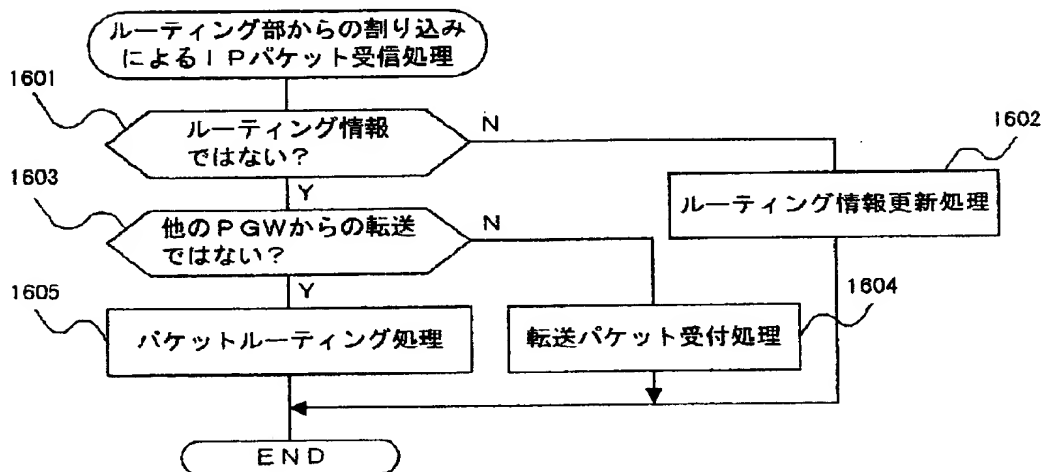 ルーティング部からの割り込み
によるIPパケット受信処理
1601
ルーティング情報
ではない?
N
1602
ルーティング情報更新処理
Y
1603
他のPGWからの転送
ではない?
N
Y
1604
1605
パケットルーティング処理
転送パケット受付処理
END